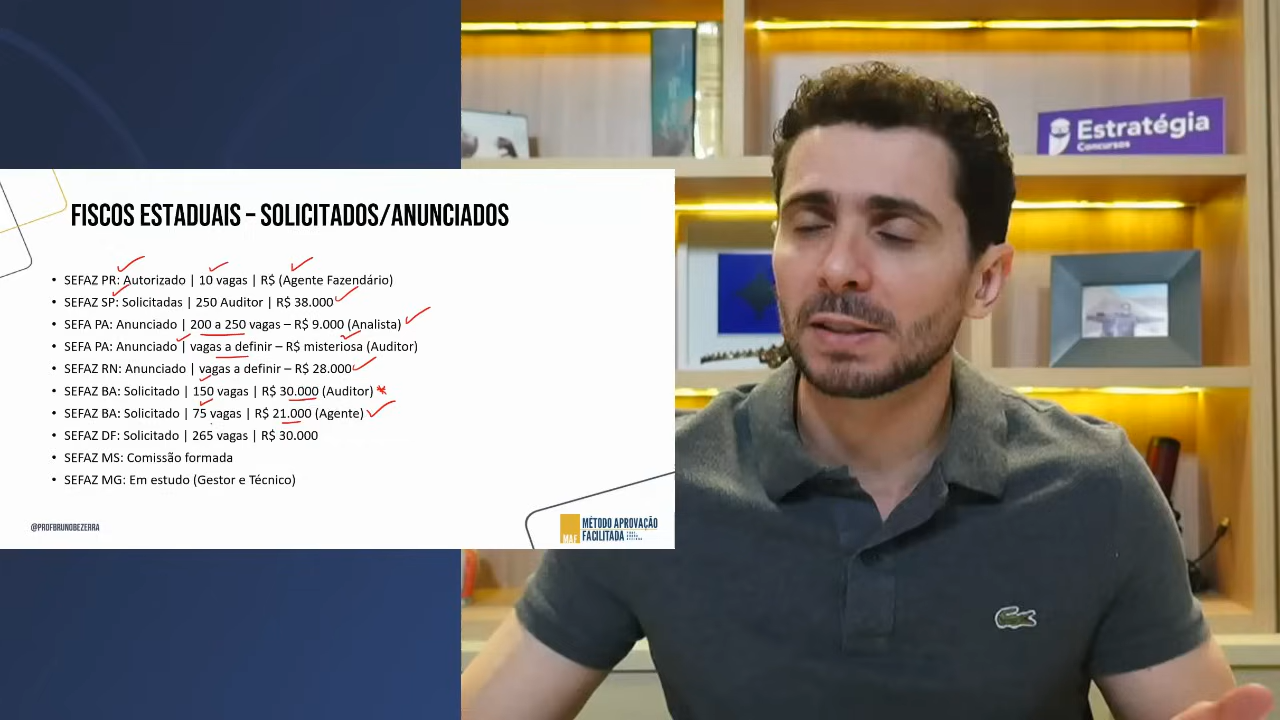 Estratégia
Concursos
FISCOS ESTADUAIS – SOLICITADOS/ANUNCIADOS
• SEFAZ PR: Autorizado | 10 vagas | R$ (Agente Fazendário)
• SEFAZ SP: Solicitadas | 250 Auditor | R$ 38.000
• SEFA PA: Anunciado | 200 a 250 vagas – R$ 9.000 (Analista)
• SEFA PA: Anunciado | vagas a definir – R$ misteriosa (Auditor)
• SEFAZ RN: Anunciado | vagas a definir – R$ 28.000
• SEFAZ BA: Solicitado | 150 vagas | R$ 30.000 (Auditor)
• SEFAZ BA: Solicitado | 75 vagas | R$ 21.000 (Agente)
• SEFAZ DF: Solicitado | 265 vagas | R$ 30.000
• SEFAZ MS: Comissão formada
• SEFAZ MG: Em estudo (Gestor e Técnico)
@PROFBRUNOBEZERRA
MAF
MÉTODO APROVAÇÃO
FACILITADA